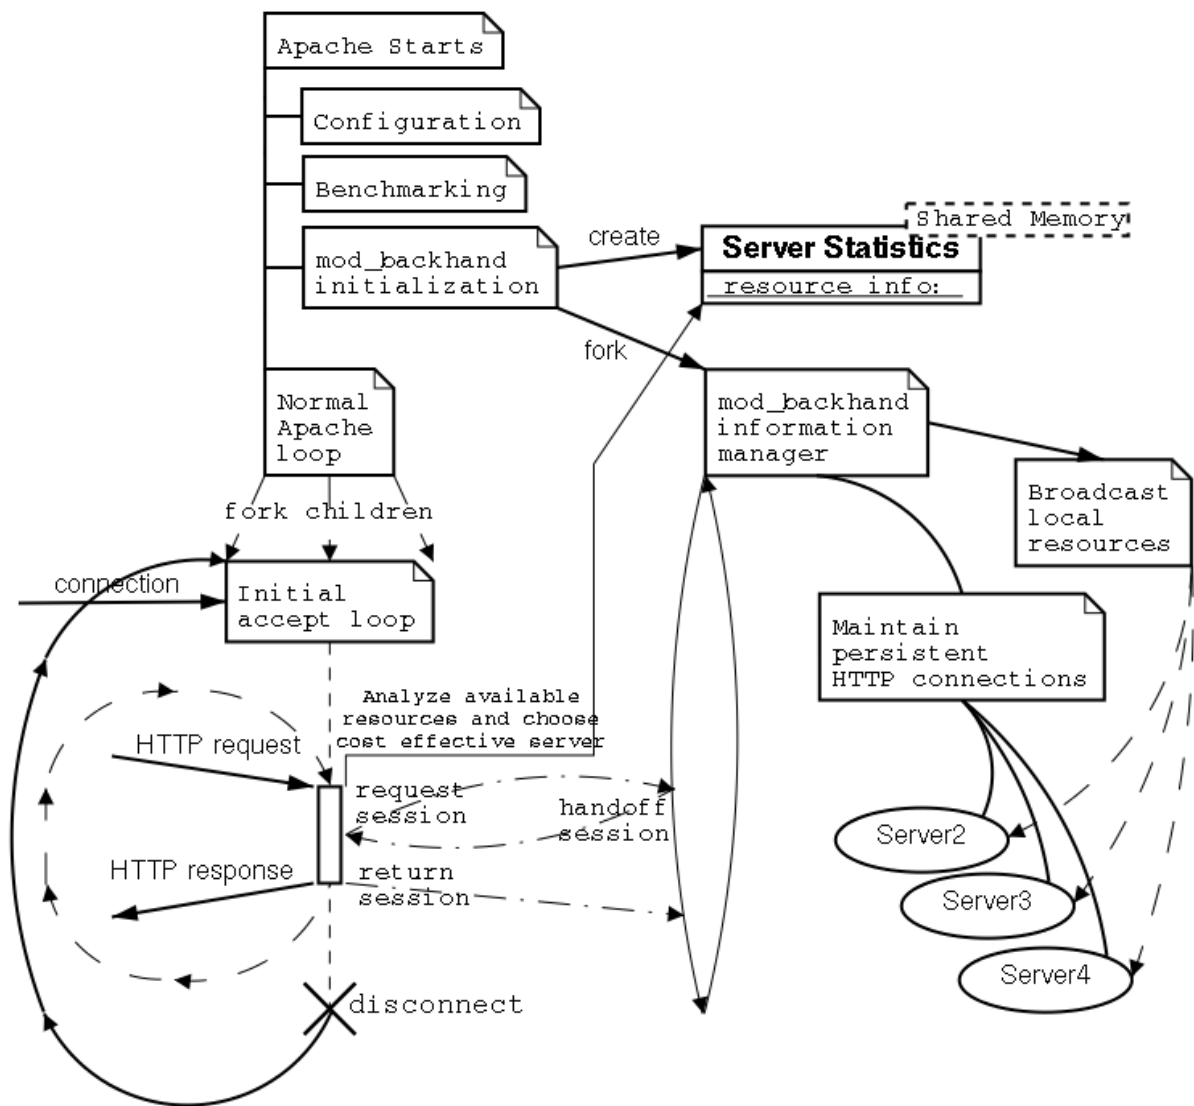 Apache Starts
Configuration
Benchmarking
mod_backhand
initialization
create
Shared Memory
Server Statistics
resource info:
fork
Normal
Apache
loop
mod_backhand
information
manager
Broadcast
local
resources
fork children
connection
Initial
accept loop
Maintain
persistent
HTTP connections
Analyze available
resources and choose
cost effective server
HTTP request
request
session
handoff
session
HTTP response
return
session
Server2
Server3
Server4
disconnect